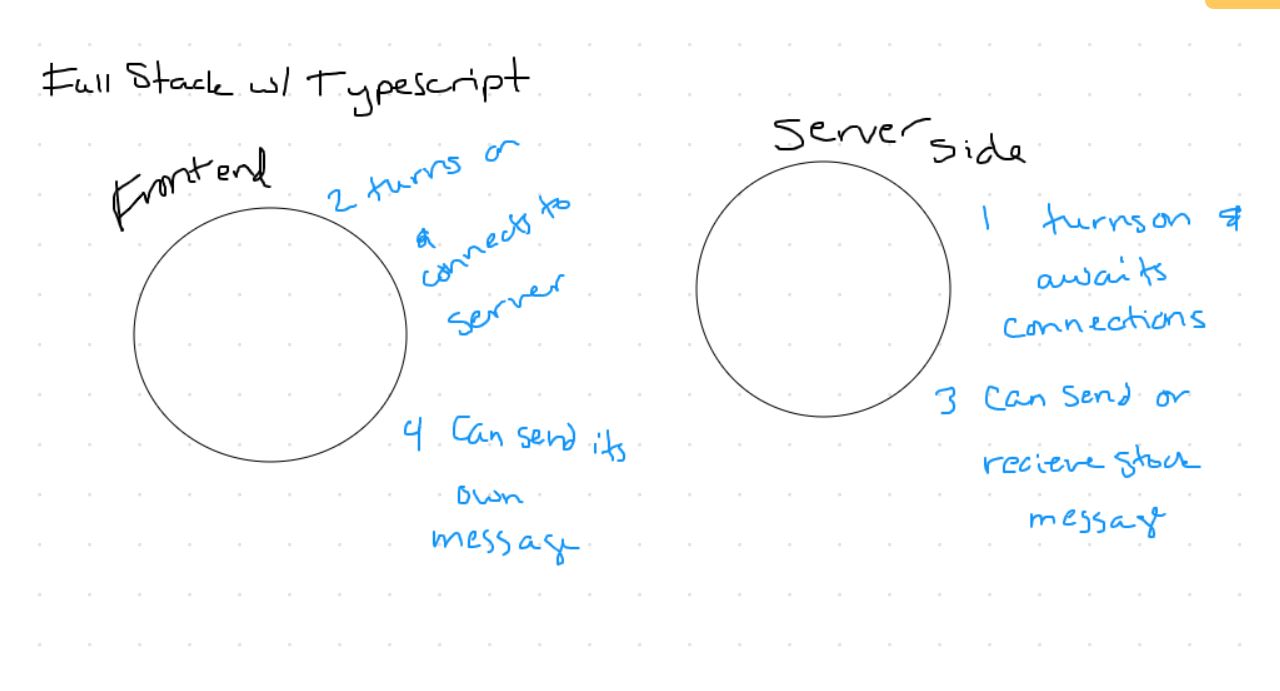 Full Stack w/ Typescript
Frontend
2 turns on
& connects to
server
4 Can send its
own
message
Server side
1 turns on &
awaits
connections
3 Can send or
recieve stock
message